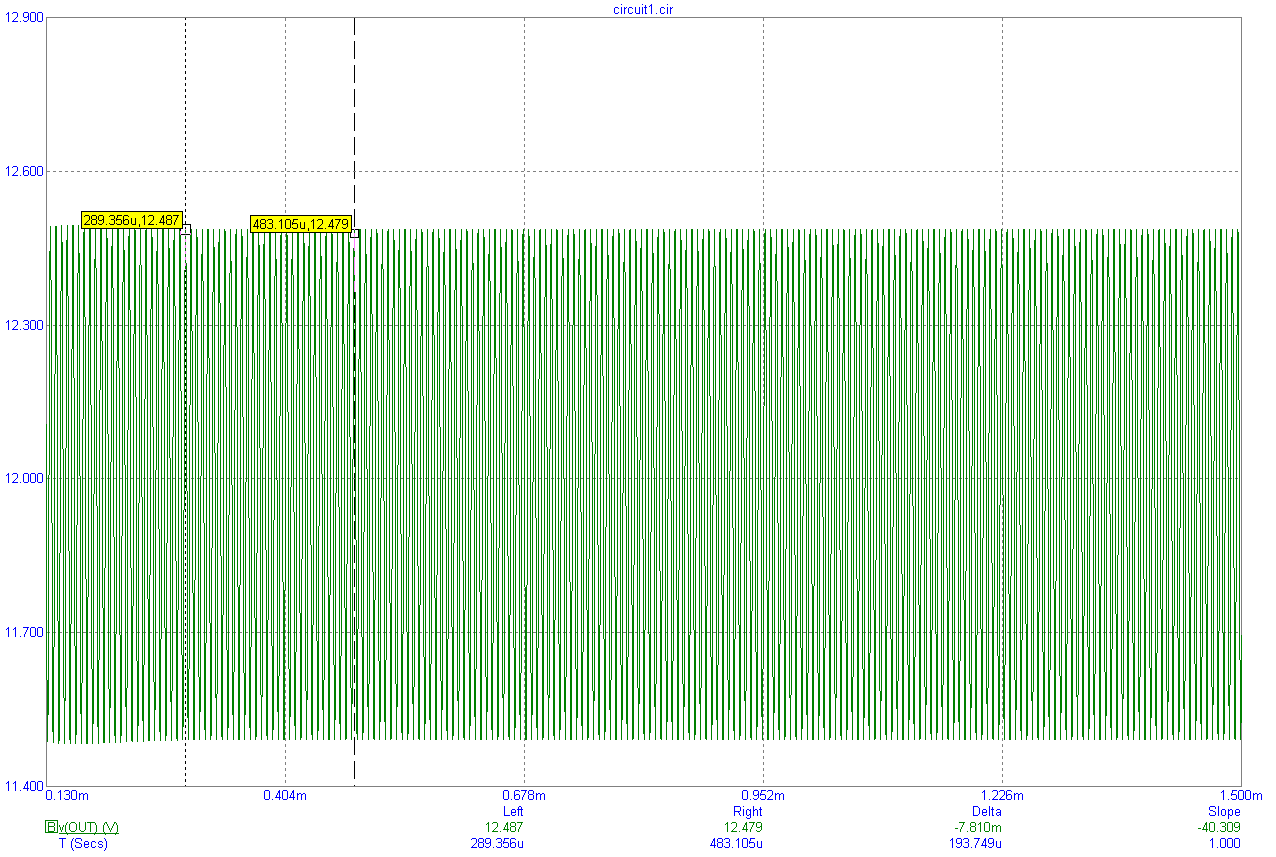 circuit1.cir
12.900
12.600
289.356u,12.487 483.105u,12.479
12.300
12.000
11.700
11.400
0.130m 0.404m 0.678m 0.952m 1.226m 1.500m
Left Right Delta Slope
B v(OUT) (V) 12.487 12.479 -7.810m -40.309
T (Secs) 289.356u 483.105u 193.749u 1.000